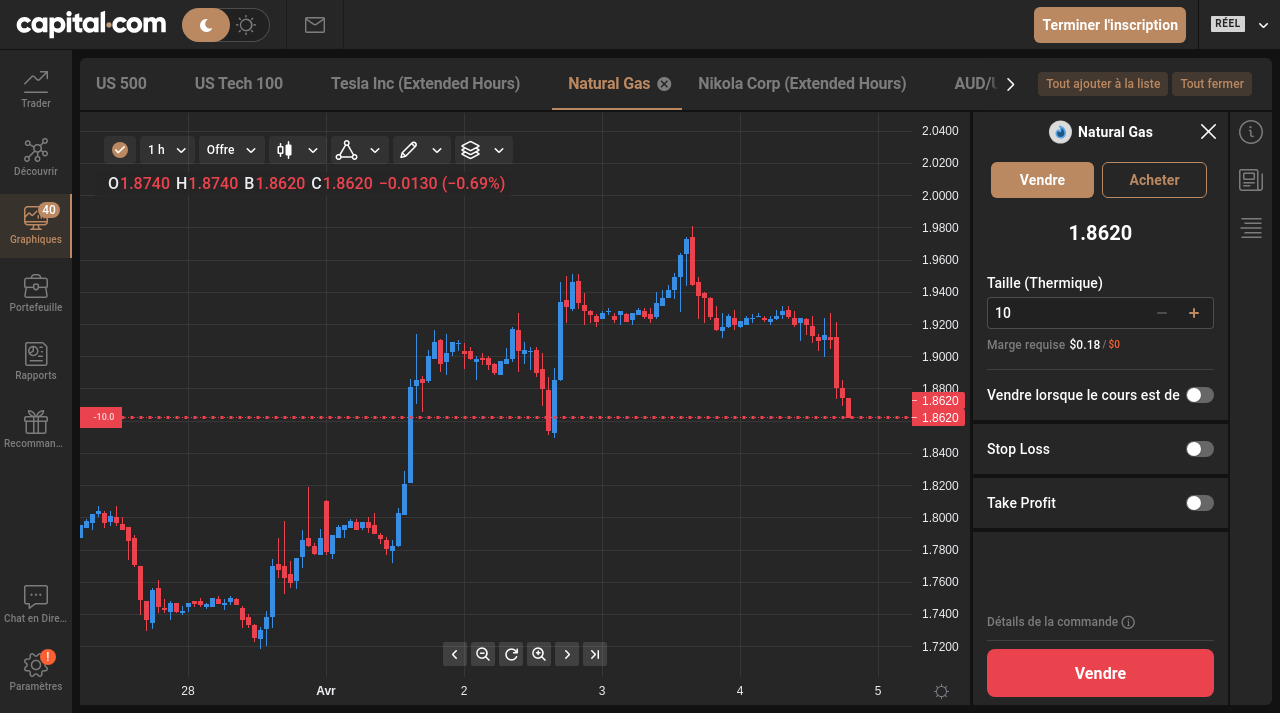 capital.com
Terminer l'inscription
RÉEL
Trader
Découvrir
40
Graphiques
Portefeuille
Rapports
Recomman...
Chat en Dire...
!
Paramètres
US 500
US Tech 100
Tesla Inc (Extended Hours)
Natural Gas
Nikola Corp (Extended Hours)
AUD/
Tout ajouter à la liste
Tout fermer
1 h
Offre
O1.8740 H1.8740 B1.8620 C1.8620 −0.0130 (−0.69%)
2.0400
2.0200
2.0000
1.9800
1.9600
1.9400
1.9200
1.9000
1.8800
1.8620
-10.0
1.8620
1.8400
1.8200
1.8000
1.7800
1.7600
1.7400
1.7200
28
Avr
2
3
4
5
Natural Gas
Vendre
Acheter
1.8620
Taille (Thermique)
10
Marge requise $0.18 / $0
Vendre lorsque le cours est de
Stop Loss
Take Profit
Détails de la commande
Vendre